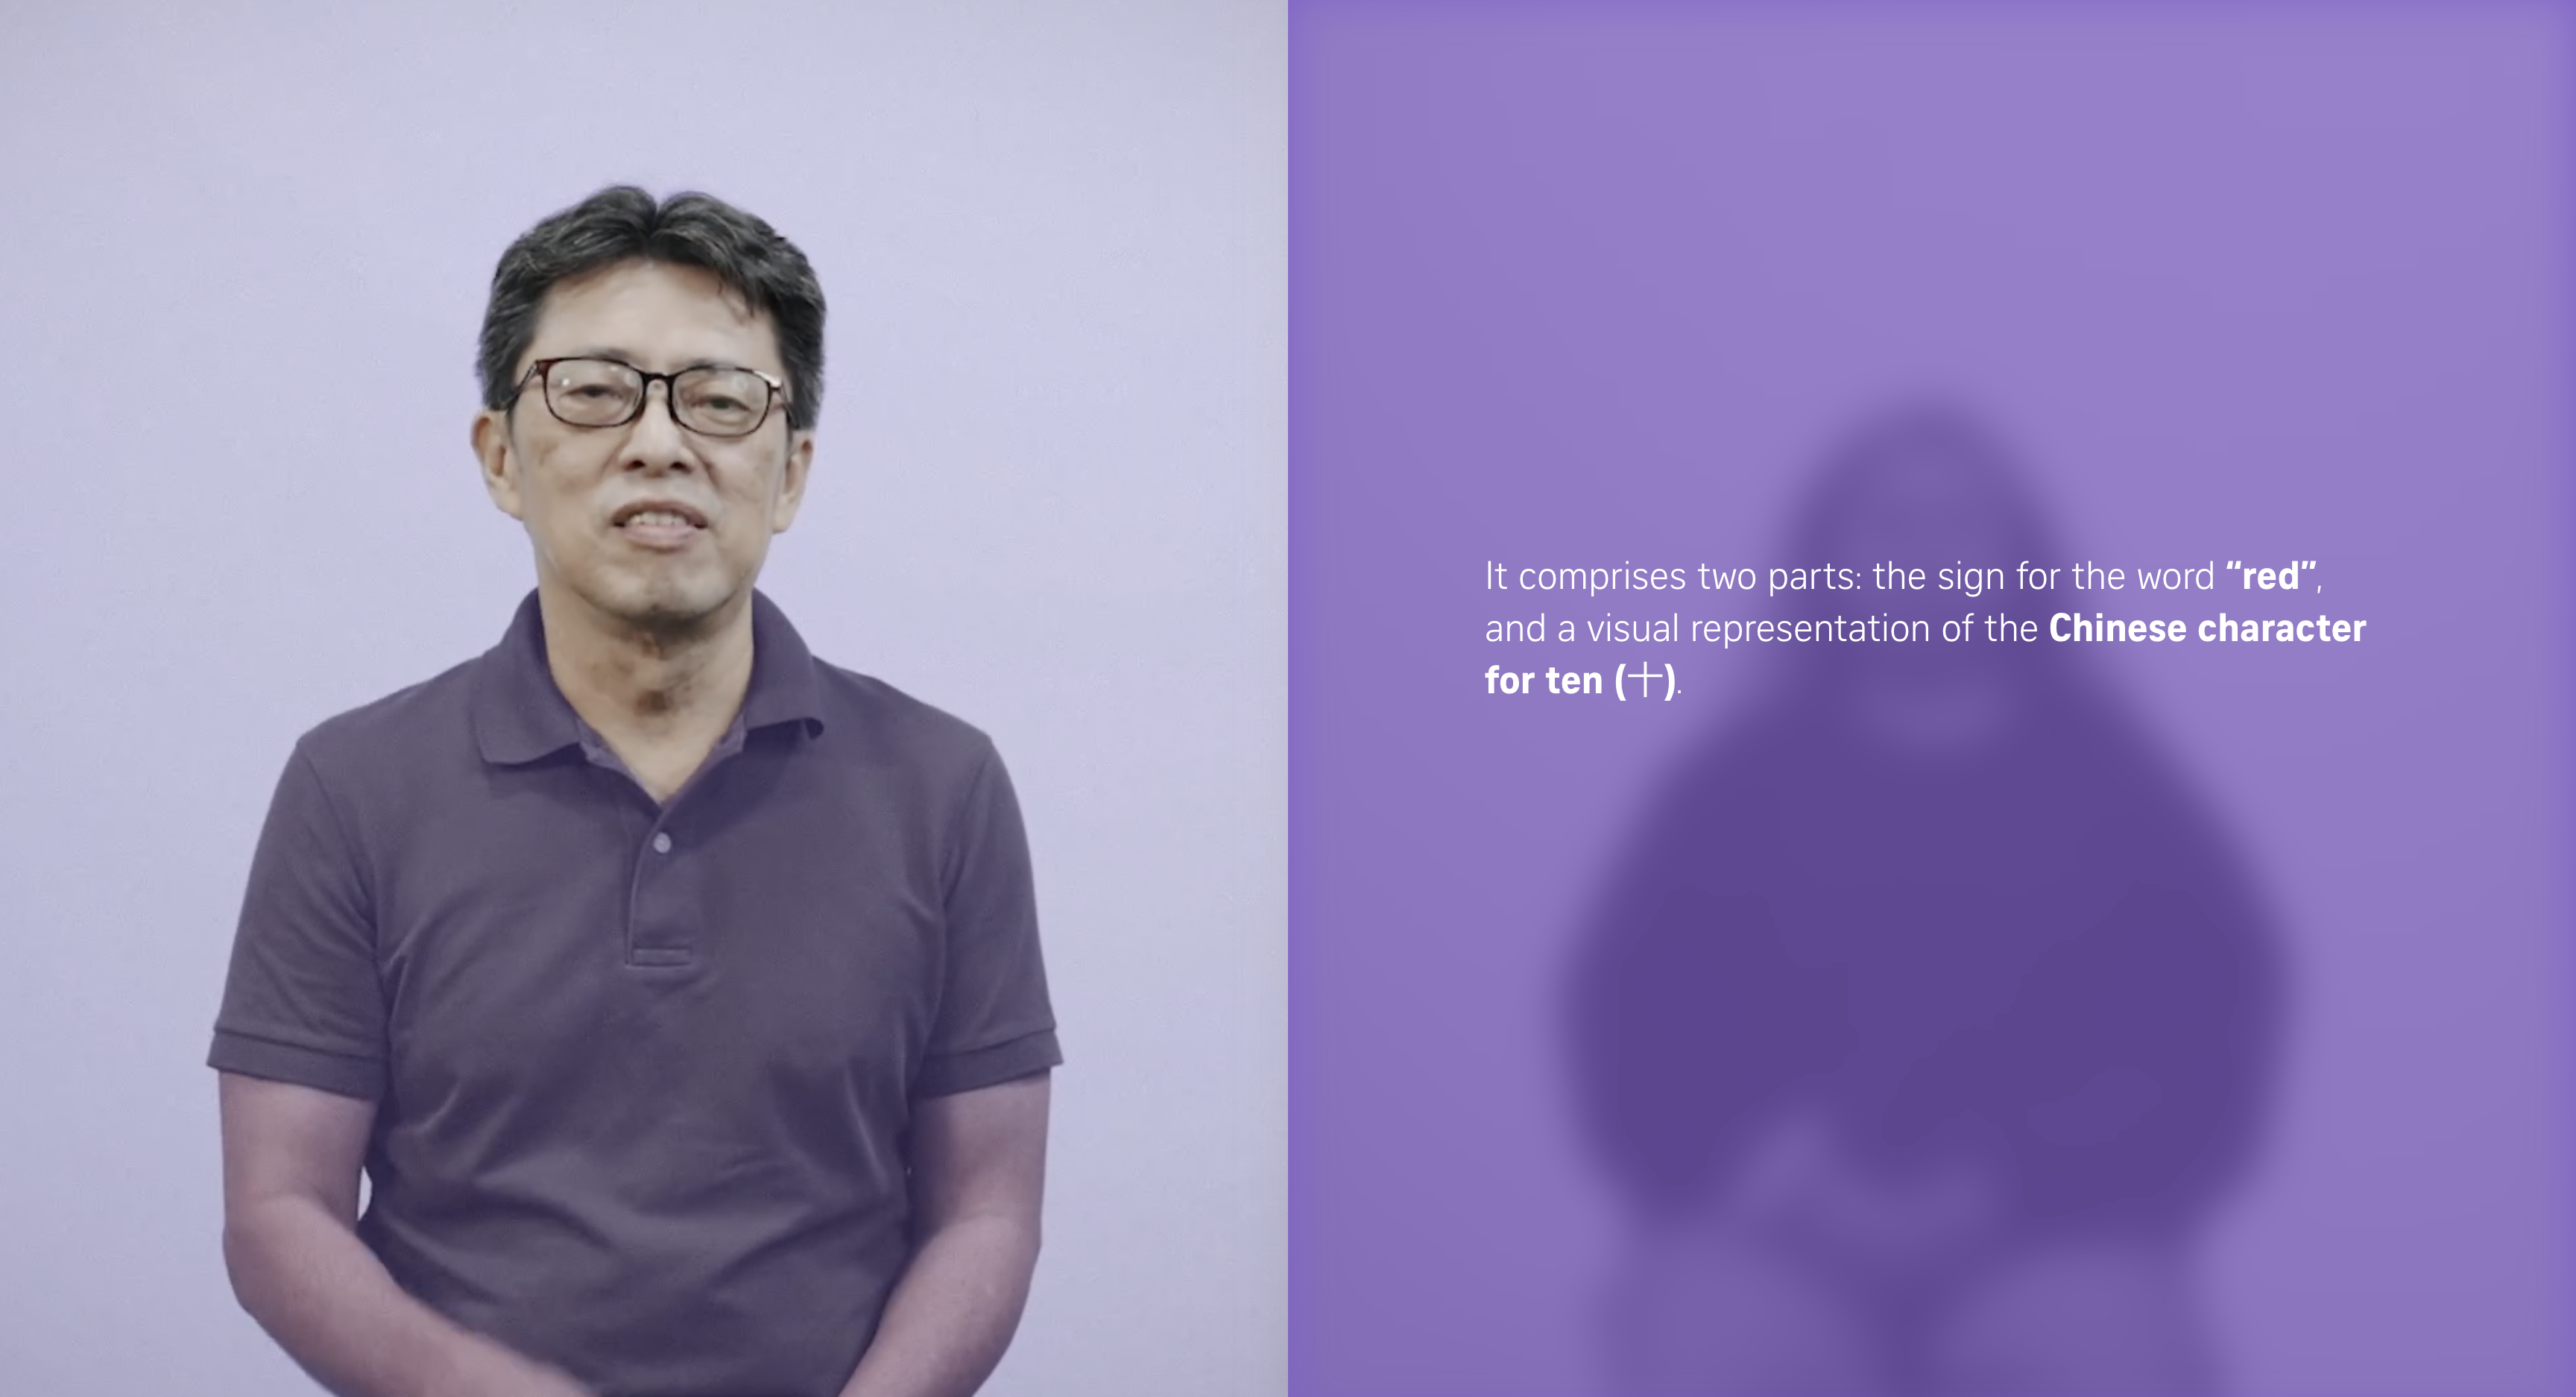 It comprises two parts: the sign for the word “red”,
and a visual representation of the Chinese character
for ten (十).